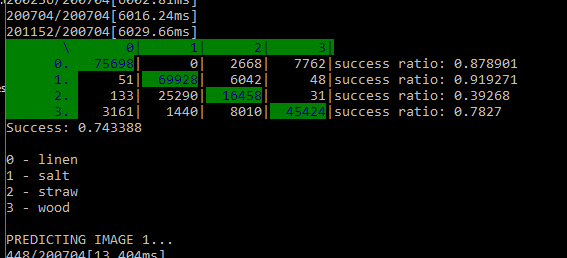 200256/200704[6002.81ms]
200704/200704[6016.24ms]
201152/200704[6029.66ms]
\ 0| 1| 2| 3|
0. 75698| 0| 2668| 7762|success ratio: 0.878901
1. 51| 69928| 6042| 48|success ratio: 0.919271
2. 133| 25290| 16458| 31|success ratio: 0.39268
3. 3161| 1440| 8010| 45424|success ratio: 0.7827
Success: 0.743388
0 - linen
1 - salt
2 - straw
3 - wood
PREDICTING IMAGE 1...
448/200704[13.404ms]